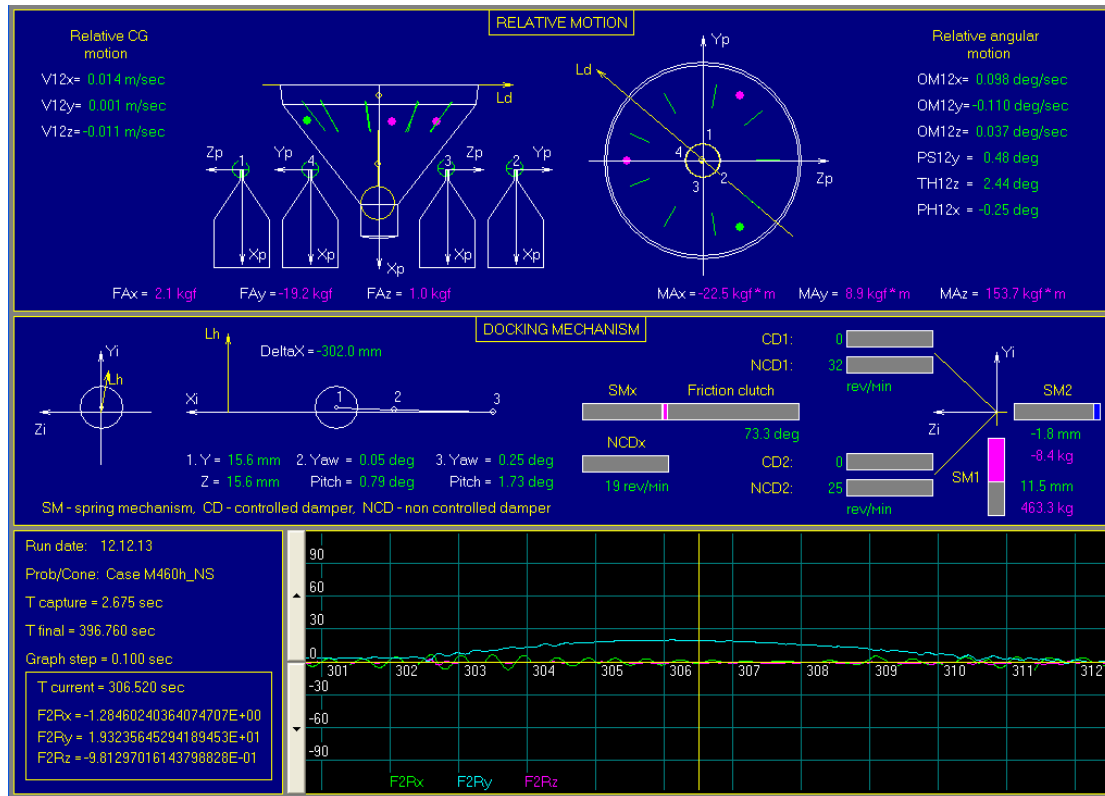 RELATIVE MOTION
Relative CG
motion
V12x= 0.014 m/sec
V12y= 0.001 m/sec
V12z=-0.011 m/sec
Ld
Zp 1 Yp 4 3 Zp 2 Yp
Xp Xp Xp Xp Xp
Yp
Ld
1
4
3 2
Zp
Relative angular
motion
OM12x= 0.098 deg/sec
OM12y=-0.110 deg/sec
OM12z= 0.037 deg/sec
PS12y = 0.48 deg
TH12z = 2.44 deg
PH12x = -0.25 deg
FAx = 2.1 kgf FAy = -19.2 kgf FAz = 1.0 kgf MAx = -22.5 kgf * m MAy = 8.9 kgf * m MAz = 153.7 kgf * m
DOCKING MECHANISM
Yi
Lh
Zi
Lh
DeltaX = -302.0 mm
Xi
1 2 3
1. Y = 15.6 mm 2. Yaw = 0.05 deg 3. Yaw = 0.25 deg
Z = 15.6 mm Pitch = 0.79 deg Pitch = 1.73 deg
SM - spring mechanism, CD - controlled damper, NCD - non controlled damper
SMx Friction clutch
73.3 deg
NCDx
19 rev/мин
CD1: 0
NCD1: 32
rev/мин
CD2: 0
NCD2: 25
rev/мин
Yi
Zi
SM2
-1.8 mm
-8.4 kg
SM1
11.5 mm
463.3 kg
Run date: 12.12.13
Prob/Cone: Case M460h_NS
T capture = 2.675 sec
T final = 396.760 sec
Graph step = 0.100 sec
T current = 306.520 sec
F2Rx =-1.28460240364074707E+00
F2Ry = 1.93235645294189453E+01
F2Rz = -9.81297016143798828E-01
90
60
30
0
301 302 303 304 305 306 307 308 309 310 311 312
-30
-60
-90
F2Rx F2Ry F2Rz